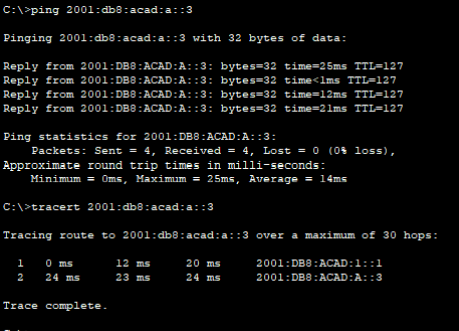 C:\>ping 2001:db8:acad:a::3
Pinging 2001:db8:acad:a::3 with 32 bytes of data:
Reply from 2001:DB8:ACAD:A::3: bytes=32 time=25ms TTL=127
Reply from 2001:DB8:ACAD:A::3: bytes=32 time<1ms TTL=127
Reply from 2001:DB8:ACAD:A::3: bytes=32 time=12ms TTL=127
Reply from 2001:DB8:ACAD:A::3: bytes=32 time=21ms TTL=127
Ping statistics for 2001:DB8:ACAD:A::3:
Packets: Sent = 4, Received = 4, Lost = 0 (0% loss),
Approximate round trip times in milli-seconds:
Minimum = 0ms, Maximum = 25ms, Average = 14ms
C:\>tracert 2001:db8:acad:a::3
Tracing route to 2001:db8:acad:a::3 over a maximum of 30 hops:
1 0 ms 12 ms 20 ms 2001:DB8:ACAD:1::1
2 24 ms 23 ms 24 ms 2001:DB8:ACAD:A::3
Trace complete.